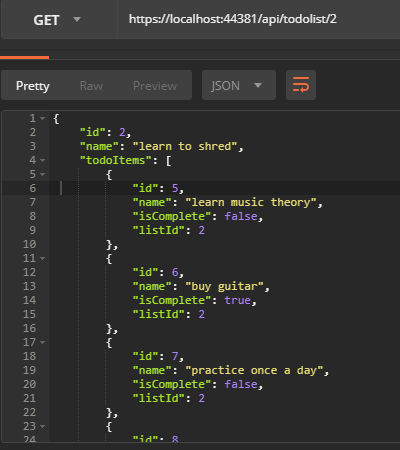 GET https://localhost:44381/api/todolist/2
Pretty Raw Preview JSON
1 {
2 "id": 2,
3 "name": "learn to shred",
4 "todoItems": [
5 {
6 "id": 5,
7 "name": "learn music theory",
8 "isComplete": false,
9 "listId": 2
10 },
11 {
12 "id": 6,
13 "name": "buy guitar",
14 "isComplete": true,
15 "listId": 2
16 },
17 {
18 "id": 7,
19 "name": "practice once a day",
20 "isComplete": false,
21 "listId": 2
22 },
23 {
24 "id": 8